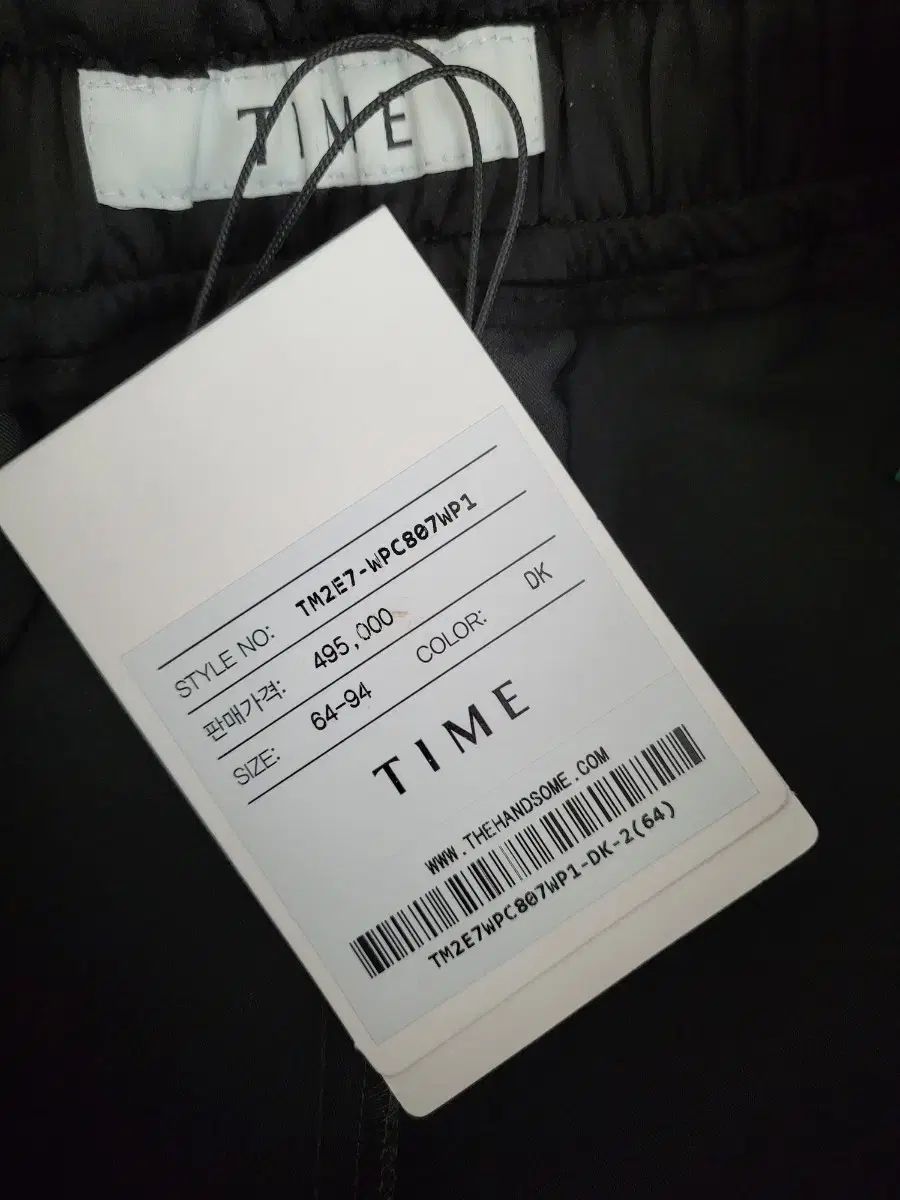 TIME
STYLE NO: TM2E7-WPC807WP1
판매가격: 495,000
SIZE: 64-94 COLOR: DK
TIME
WWW.THEHANDSOME.COM
TM2E7WPC807WP1-DK-2(64)